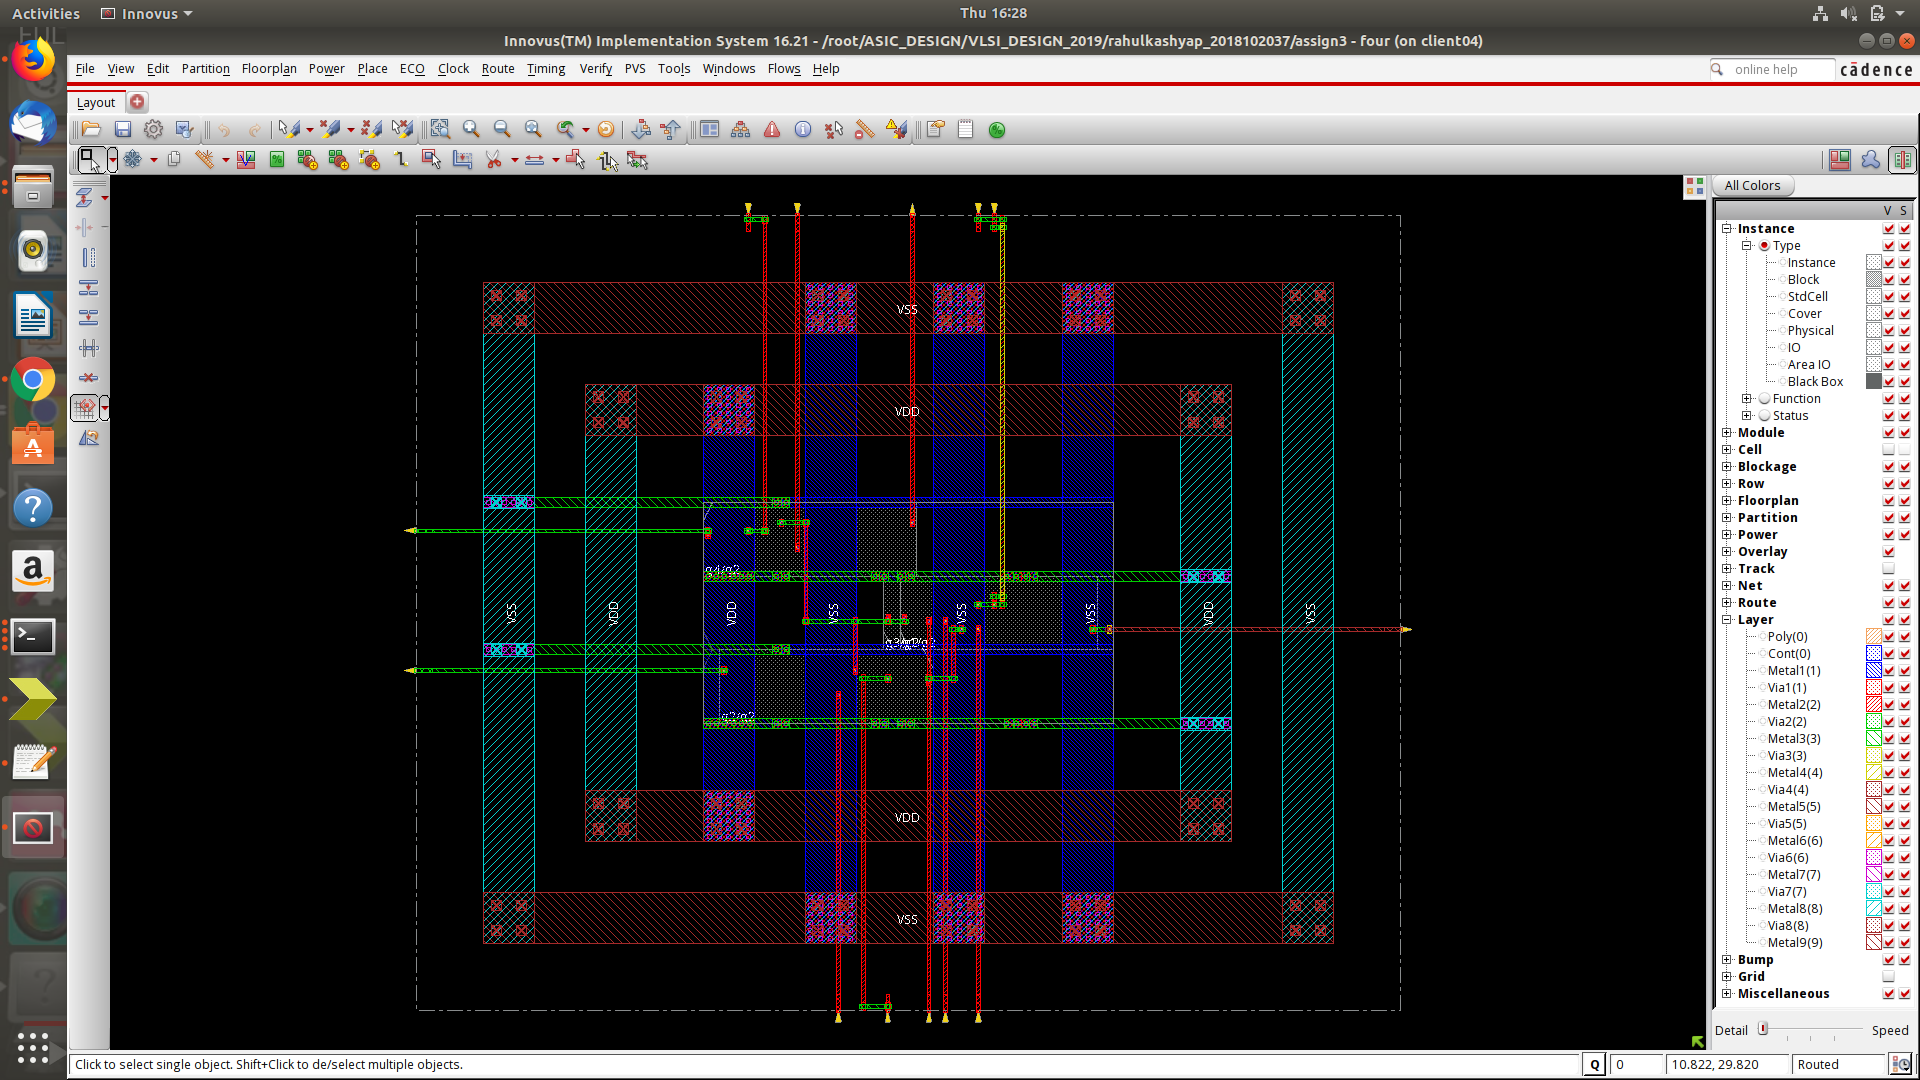 Activities
Innovus
Thu 16:28
Innovus(TM) Implementation System 16.21 - /root/ASIC_DESIGN/VLSI_DESIGN_2019/rahulkashyap_2018102037/assign3 - four (on client04)
File View Edit Partition Floorplan Power Place ECO Clock Route Timing Verify PVS Tools Windows Flows Help
online help
cādence
Layout
All Colors
V S
Instance
Type
Instance
Block
StdCell
Cover
Physical
IO
Area IO
Black Box
Function
Status
Module
Cell
Blockage
Row
Floorplan
Partition
Power
Overlay
Track
Net
Route
Layer
Poly(0)
Cont(0)
Metal1(1)
Via1(1)
Metal2(2)
Via2(2)
Metal3(3)
Via3(3)
Metal4(4)
Via4(4)
Metal5(5)
Via5(5)
Metal6(6)
Via6(6)
Metal7(7)
Via7(7)
Metal8(8)
Via8(8)
Metal9(9)
Bump
Grid
Miscellaneous
Detail
Speed
VSS
VDD
VSS
VDD
VDD
VSS
VSS
VSS
VDD
VSS
VDD
VSS
Click to select single object. Shift+Click to de/select multiple objects.
Q
0
10.822, 29.820
Routed